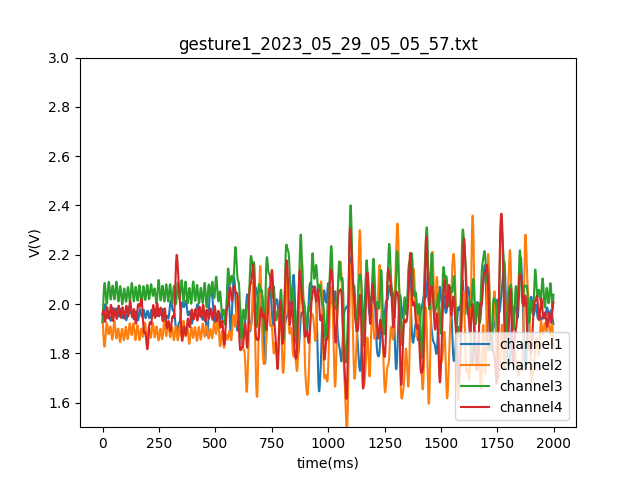 gesture1_2023_05_29_05_05_57.txt
3.0
2.8
2.6
2.4
2.2
2.0
1.8
1.6
V(V)
channel1
channel2
channel3
channel4
0 250 500 750 1000 1250 1500 1750 2000
time(ms)